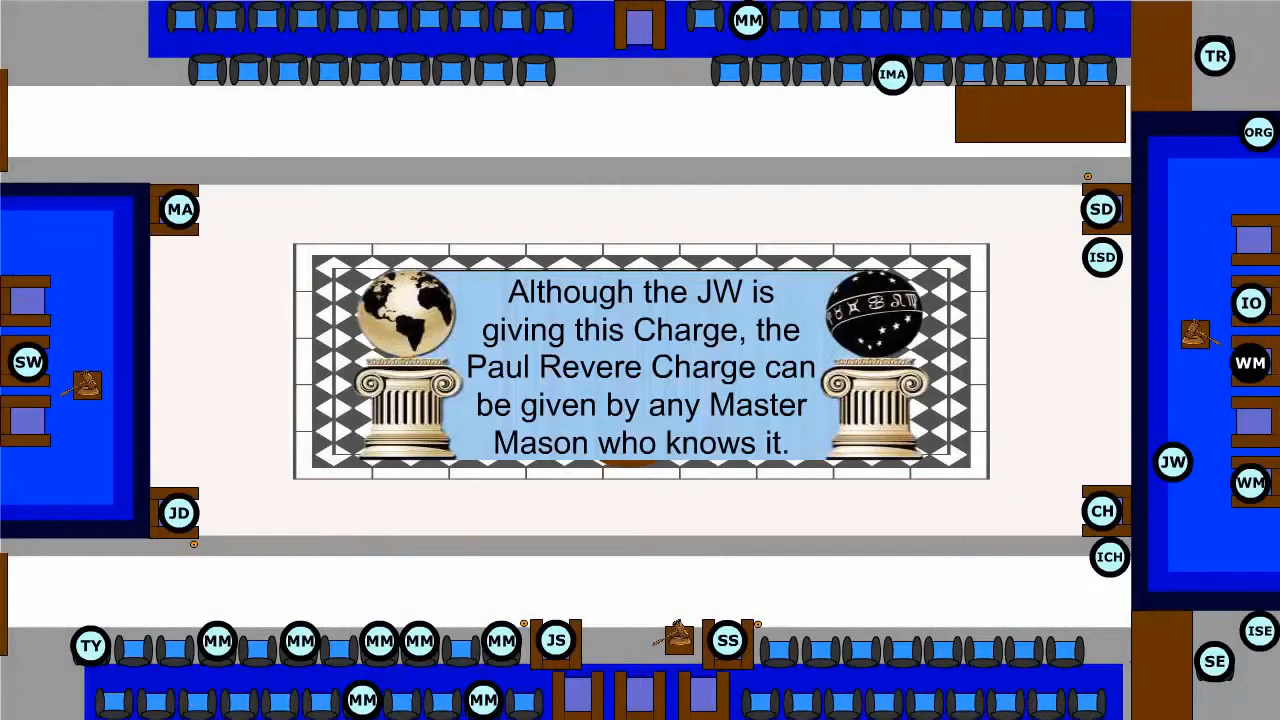 MM
TR
IMA
ORG
MA
SD
ISD
Although the JW is
giving this Charge, the
Paul Revere Charge can
be given by any Master
Mason who knows it.
IO
SW
WM
JW
WM
JD
CH
ICH
TY
MM
MM
MM
MM
MM
JS
SS
ISE
SE
MM
MM